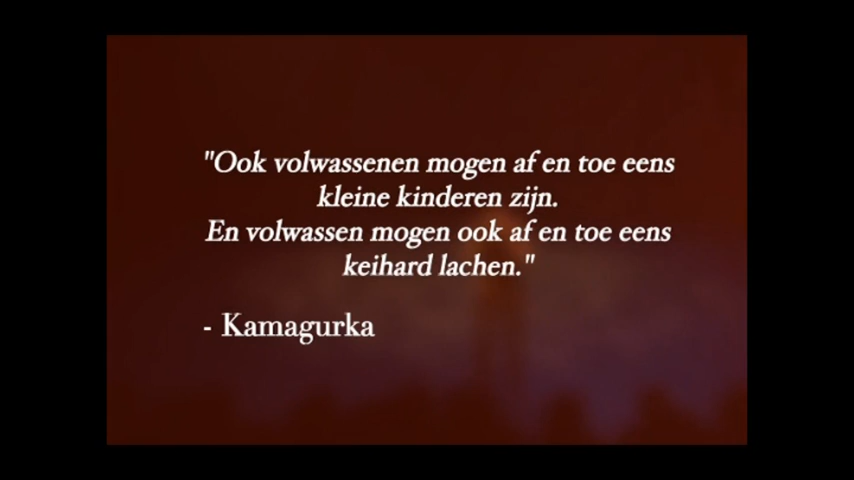 "Ook volwassenen mogen af en toe eens
kleine kinderen zijn.
En volwassen mogen ook af en toe eens
keihard lachen."
- Kamagurka